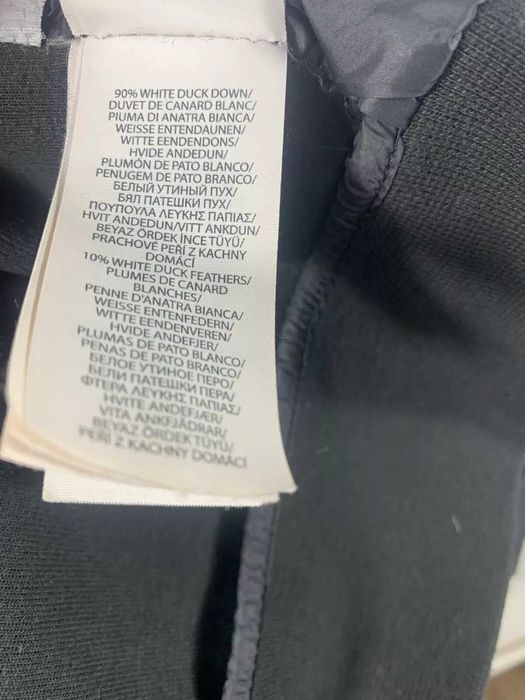 90% WHITE DUCK DOWN/
DUVET DE CANARD BLANC/
PIUMA DI ANATRA BIANCA/
WEISSE ENTENDAUNEN/
WITTE EENDENDONS/
HVIDE ANDEDUN/
PLUMÓN DE PATO BLANCO/
PENUGEM DE PATO BRANCO/
БЕЛЫЙ УТИНЫЙ ПУХ/
БЯЛ ПАТЕШКИ ПУХ/
ΠΟΥΠΟΥΛΑ ΛΕΥΚΗΣ ΠΑΠΙΑΣ/
HVIT ANDEDUN/VITT ANKDUN/
BEYAZ ÖRDEK İNCE TÜYÜ/
PRACHOVÉ PEŘÍ Z KACHNY
DOMÁCÍ
10% WHITE DUCK FEATHERS/
PLUMES DE CANARD
BLANCHES/
PENNE D'ANATRA BIANCA/
WEISSE ENTENFEDERN/
WITTE EENDENVEREN/
HVIDE ANDEFJER/
PLUMAS DE PATO BLANCO/
PENAS DE PATO BRANCO/
БЕЛОЕ УТИНОЕ ПЕРО/
БЕЛИ ПАТЕШКИ ПЕРА/
ΦΤΕΡΑ ΛΕΥΚΗΣ ΠΑΠΙΑΣ/
HVITE ANDEFJÆR/
VITA ANKFJÄDRAR/
BEYAZ ÖRDEK TÜYÜ/
PEŘÍ Z KACHNY DOMÁCÍ